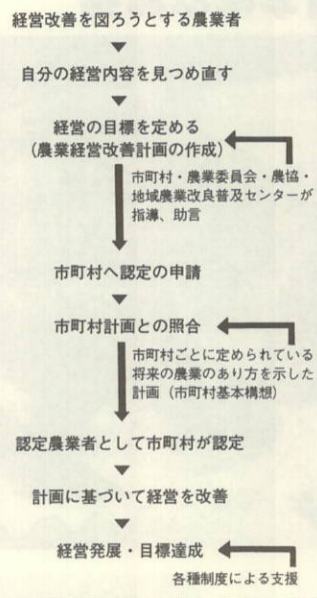 経営改善を図ろうとする農業者
自分の経営内容を見つめ直す
経営の目標を定める
(農業経営改善計画の作成)
市町村・農業委員会・農協・
地域農業改良普及センターが
指導、助言
市町村へ認定の申請
市町村計画との照合
市町村ごとに定められている
将来の農業のあり方を示した
計画(市町村基本構想)
認定農業者として市町村が認定
計画に基づいて経営を改善
経営発展・目標達成
各種制度による支援